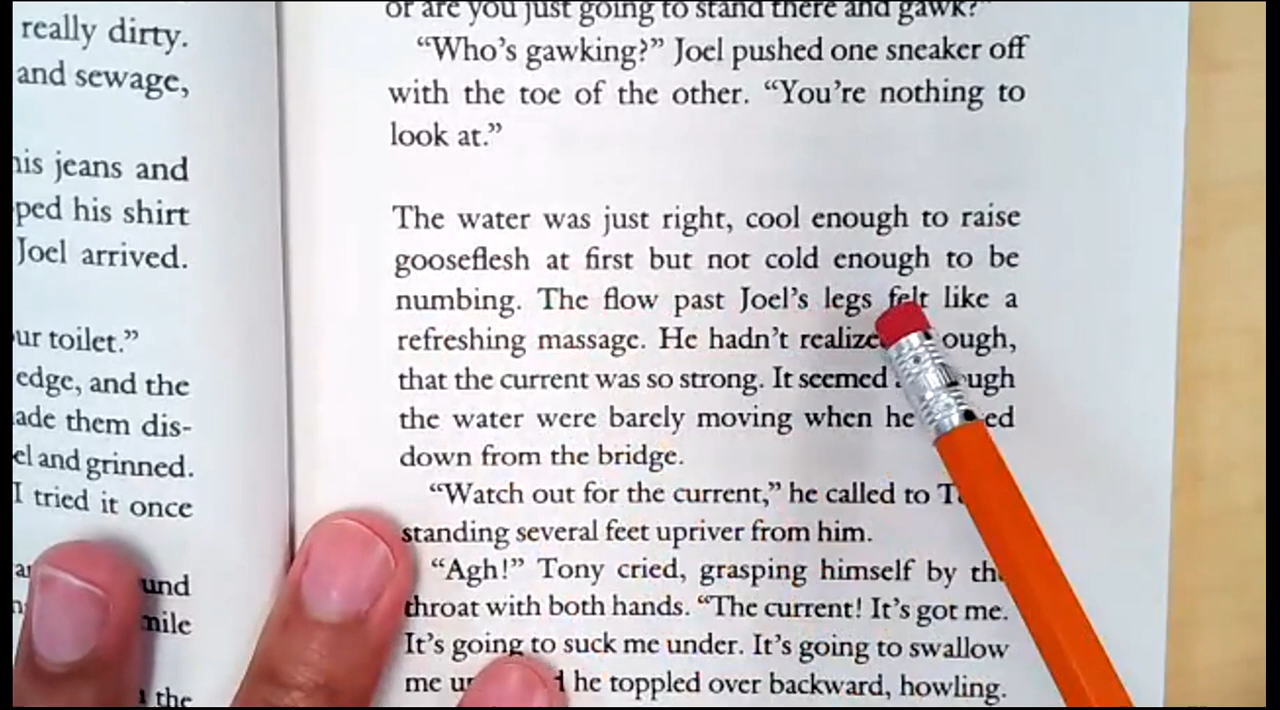 really dirty.
and sewage,
his jeans and
ped his shirt
Joel arrived.
ur toilet.”
edge, and the
ade them dis-
el and grinned.
I tried it once
und
mile
the
or are you just going to stand there and gawk?”
“Who’s gawking?” Joel pushed one sneaker off
with the toe of the other. “You’re nothing to
look at.”
The water was just right, cool enough to raise
gooseflesh at first but not cold enough to be
numbing. The flow past Joel’s legs felt like a
refreshing massage. He hadn’t realize ough,
that the current was so strong. It seemed ugh
the water were barely moving when he ed
down from the bridge.
“Watch out for the current,” he called to
standing several feet upriver from him.
“Agh!” Tony cried, grasping himself by the
throat with both hands. “The current! It’s got me.
It’s going to suck me under. It’s going to swallow
me he toppled over backward, howling.